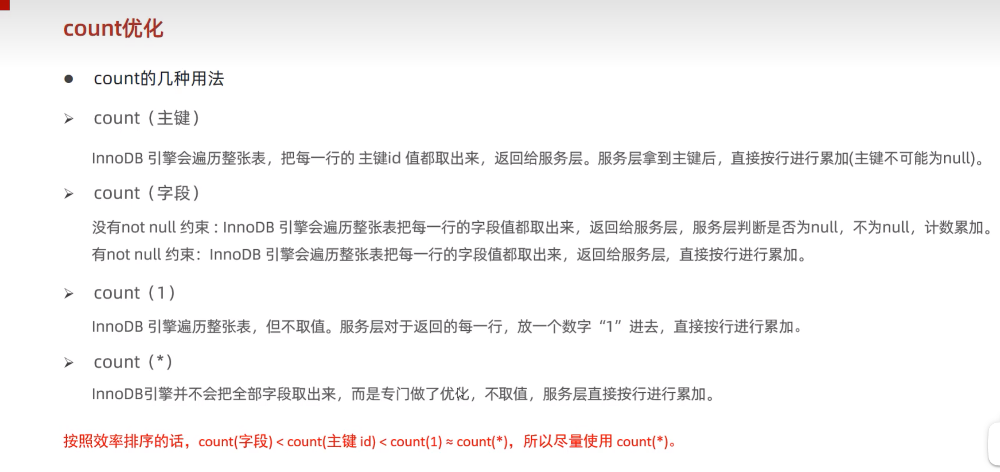 count优化
● count的几种用法
➢ count（主键）
InnoDB 引擎会遍历整张表，把每一行的 主键id 值都取出来，返回给服务层。服务层拿到主键后，直接按行进行累加(主键不可能为null)。
➢ count（字段）
没有not null 约束 : InnoDB 引擎会遍历整张表把每一行的字段值都取出来，返回给服务层，服务层判断是否为null，不为null，计数累加。
有not null 约束：InnoDB 引擎会遍历整张表把每一行的字段值都取出来，返回给服务层，直接按行进行累加。
➢ count（1）
InnoDB 引擎遍历整张表，但不取值。服务层对于返回的每一行，放一个数字“1”进去，直接按行进行累加。
➢ count（*）
InnoDB引擎并不会把全部字段取出来，而是专门做了优化，不取值，服务层直接按行进行累加。
按照效率排序的话，count(字段) < count(主键 id) < count(1) ≈ count(*)，所以尽量使用 count(*)。